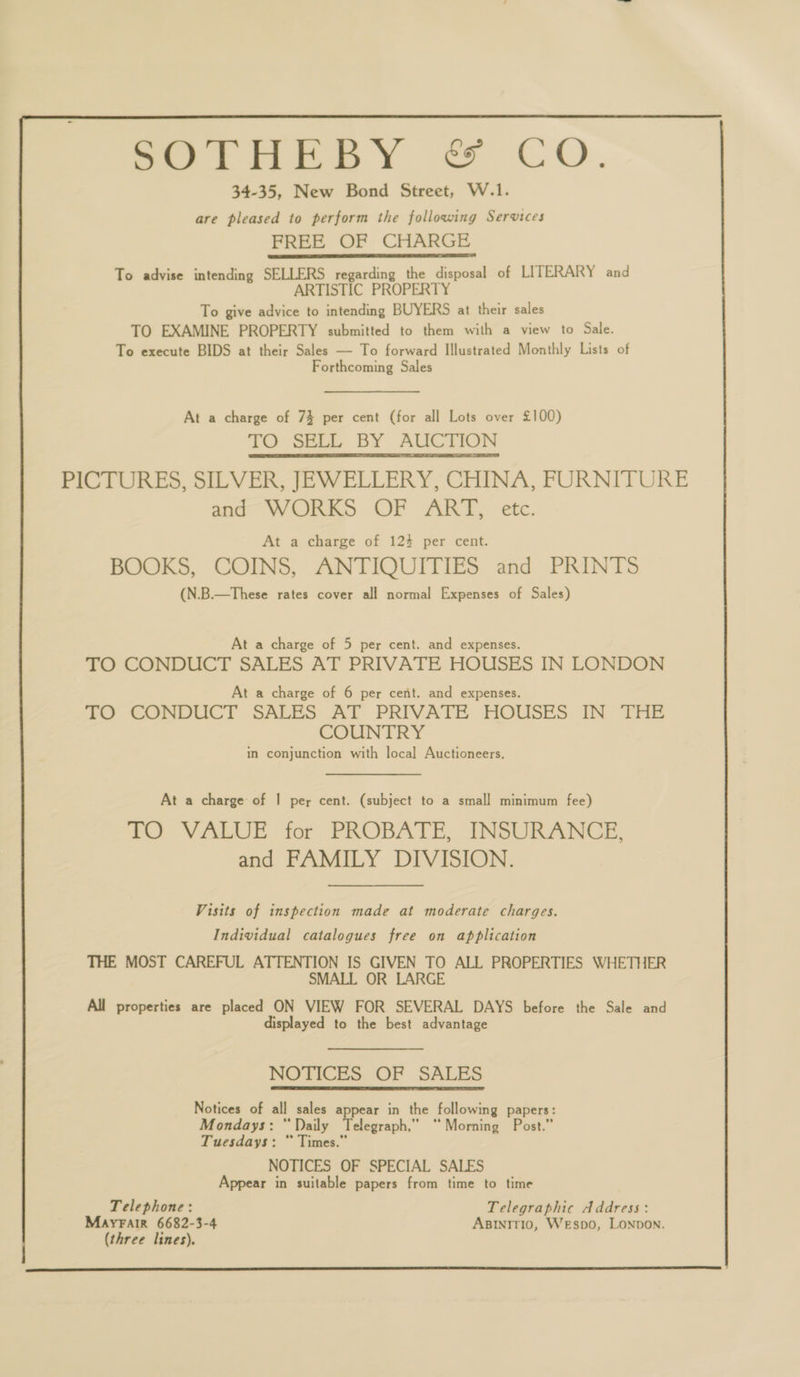 SOTHEBY & CO.
34-35, New Bond Street, W.1.
are pleased to perform the following Services
FREE OF CHARGE
To advise intending SELLERS regarding the disposal of LITERARY and
ARTISTIC PROPERTY
To give advice to intending BUYERS at their sales
TO EXAMINE PROPERTY submitted to them with a view to Sale.
To execute BIDS at their Sales — To forward Illustrated Monthly Lists of
Forthcoming Sales
At a charge of 7½ per cent (for all Lots over £100)
TO SELL BY AUCTION
PICTURES, SILVER, JEWELLERY, CHINA, FURNITURE
and WORKS OF ART, etc.
At a charge of 12½ per cent.
BOOKS, COINS, ANTIQUITIES and PRINTS
(N.B.—These rates cover all normal Expenses of Sales)
At a charge of 5 per cent. and expenses.
TO CONDUCT SALES AT PRIVATE HOUSES IN LONDON
At a charge of 6 per cent. and expenses.
TO CONDUCT SALES AT PRIVATE HOUSES IN THE
COUNTRY
in conjunction with local Auctioneers.
At a charge of 1 per cent. (subject to a small minimum fee)
TO VALUE for PROBATE, INSURANCE,
and FAMILY DIVISION.
Visits of inspection made at moderate charges.
Individual catalogues free on application
THE MOST CAREFUL ATTENTION IS GIVEN TO ALL PROPERTIES WHETHER
SMALL OR LARGE
All properties are placed ON VIEW FOR SEVERAL DAYS before the Sale and
displayed to the best advantage
NOTICES OF SALES
Notices of all sales appear in the following papers:
Mondays: "Daily Telegraph," "Morning Post."
Tuesdays: "Times."
NOTICES OF SPECIAL SALES
Appear in suitable papers from time to time
Telephone: Telegraphic Address:
MAYFAIR 6682-3-4 ABINITIO, WESDO, LONDON.
(three lines).